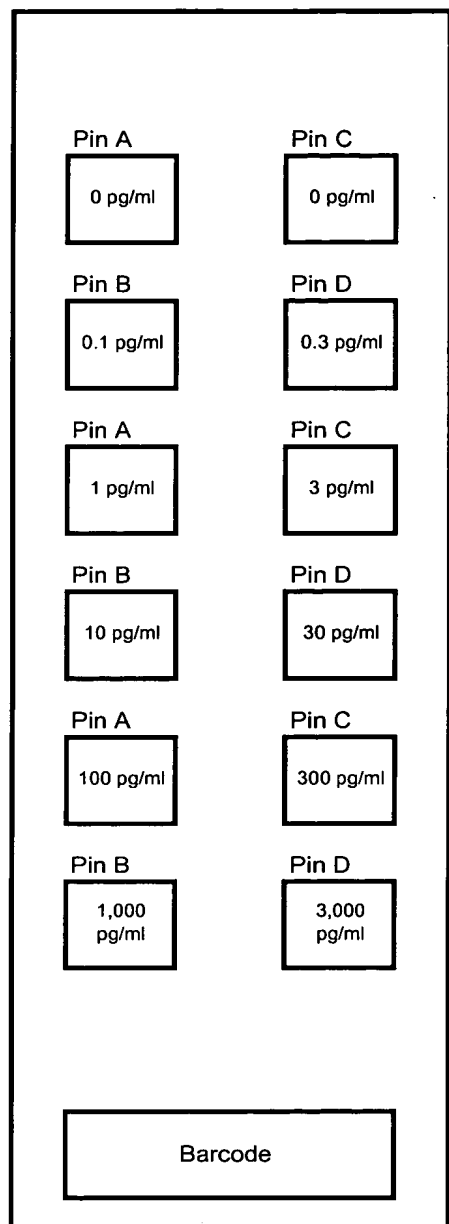 Pin A Pin C
0 pg/ml 0 pg/ml
Pin B Pin D
0.1 pg/ml 0.3 pg/ml
Pin A Pin C
1 pg/ml 3 pg/ml
Pin B Pin D
10 pg/ml 30 pg/ml
Pin A Pin C
100 pg/ml 300 pg/ml
Pin B Pin D
1,000 3,000
pg/ml pg/ml
Barcode